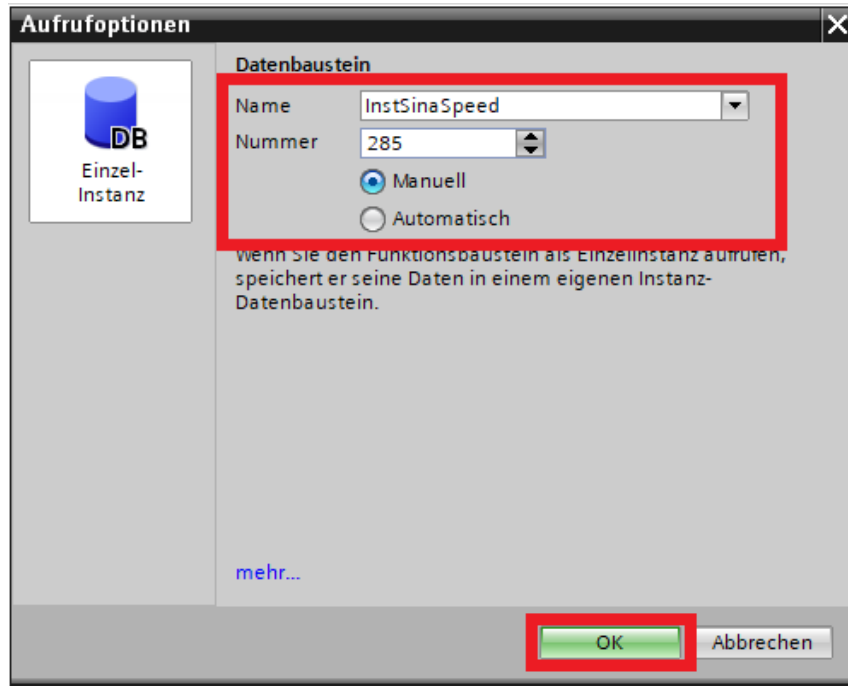 Aufrufoptionen
DB
Einzel-
Instanz
Datenbaustein
Name InstSinaSpeed
Nummer 285
Manuell
Automatisch
Wenn Sie den Funktionsbaustein als Einzelinstanz aufrufen,
speichert er seine Daten in einem eigenen Instanz-
Datenbaustein.
mehr...
OK Abbrechen